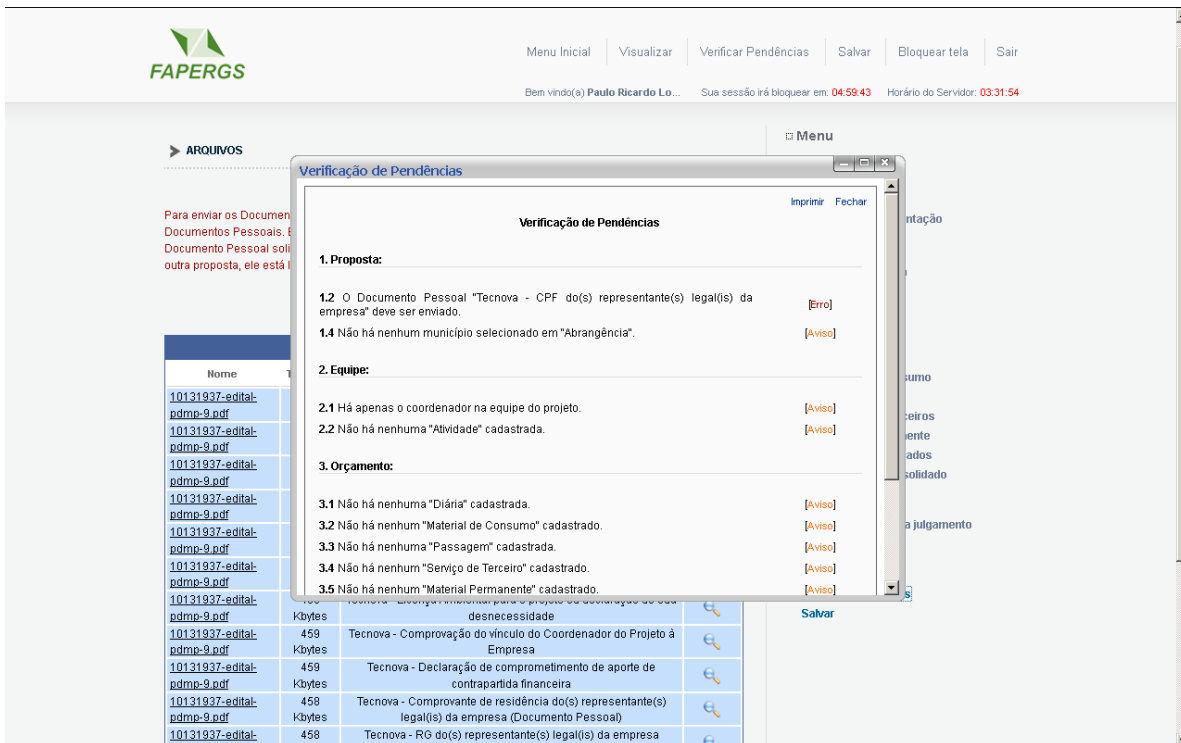 FAPERGS
Menu Inicial Visualizar Verificar Pendências Salvar Bloquear tela Sair
Bem vindo(a) Paulo Ricardo Lo... Sua sessão irá bloquear em: 04:59:43 Horário do Servidor: 03:31:54
ARQUIVOS
Menu
Para enviar os Documen
Documentos Pessoais.
Documento Pessoal soli
outra proposta, ele está
Verificação de Pendências
Imprimir Fechar
Verificação de Pendências
1. Proposta:
1.2 O Documento Pessoal "Tecnova - CPF do(s) representante(s) legal(is) da
empresa" deve ser enviado. [Erro]
1.4 Não há nenhum município selecionado em "Abrangência". [Aviso]
2. Equipe:
2.1 Há apenas o coordenador na equipe do projeto. [Aviso]
2.2 Não há nenhuma "Atividade" cadastrada. [Aviso]
3. Orçamento:
3.1 Não há nenhuma "Diária" cadastrada. [Aviso]
3.2 Não há nenhum "Material de Consumo" cadastrado. [Aviso]
3.3 Não há nenhuma "Passagem" cadastrada. [Aviso]
3.4 Não há nenhum "Serviço de Terceiro" cadastrado. [Aviso]
3.5 Não há nenhum "Material Permanente" cadastrado. [Aviso]
ntação
sumo
ceiros
nente
ados
solidado
a julgamento
s
Salvar
Nome
10131937-edital-
pdmp-9.pdf
10131937-edital-
pdmp-9.pdf
10131937-edital-
pdmp-9.pdf
10131937-edital-
pdmp-9.pdf
10131937-edital-
pdmp-9.pdf
10131937-edital-
pdmp-9.pdf
10131937-edital-
pdmp-9.pdf Kbytes desnecessidade
10131937-edital- 459 Tecnova - Comprovação do vínculo do Coordenador do Projeto à
pdmp-9.pdf Kbytes Empresa
10131937-edital- 459 Tecnova - Declaração de comprometimento de aporte de
pdmp-9.pdf Kbytes contrapartida financeira
10131937-edital- 458 Tecnova - Comprovante de residência do(s) representante(s)
pdmp-9.pdf Kbytes legal(is) da empresa (Documento Pessoal)
10131937-edital- 458 Tecnova - RG do(s) representante(s) legal(is) da empresa